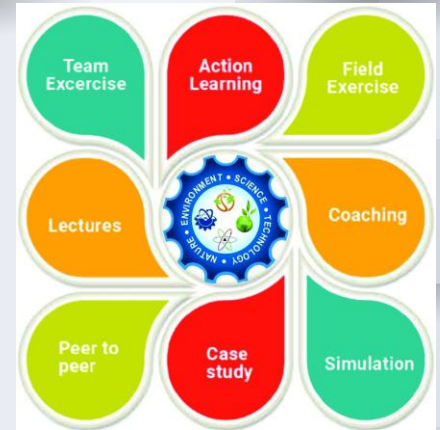 Team
Excercise
Action
Learning
Field
Exercise
Lectures
NATURE • ENVIRONMENT • SCIENCE • TECHNOLOGY •
Coaching
Peer to
peer
Case
study
Simulation